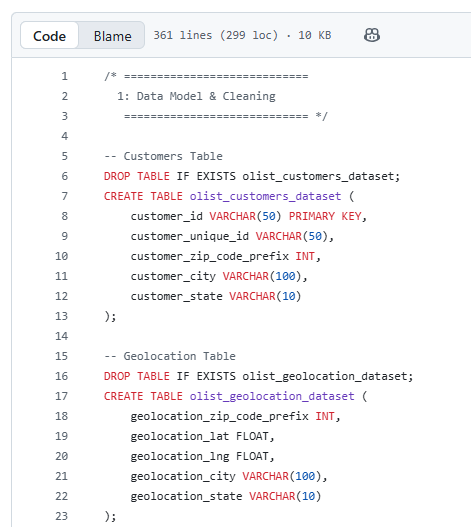 Code Blame 361 lines (299 loc) · 10 KB
1 /* ============================
2 1: Data Model & Cleaning
3 ============================ */
4
5 -- Customers Table
6 DROP TABLE IF EXISTS olist_customers_dataset;
7 CREATE TABLE olist_customers_dataset (
8 customer_id VARCHAR(50) PRIMARY KEY,
9 customer_unique_id VARCHAR(50),
10 customer_zip_code_prefix INT,
11 customer_city VARCHAR(100),
12 customer_state VARCHAR(10)
13 );
14
15 -- Geolocation Table
16 DROP TABLE IF EXISTS olist_geolocation_dataset;
17 CREATE TABLE olist_geolocation_dataset (
18 geolocation_zip_code_prefix INT,
19 geolocation_lat FLOAT,
20 geolocation_lng FLOAT,
21 geolocation_city VARCHAR(100),
22 geolocation_state VARCHAR(10)
23 );